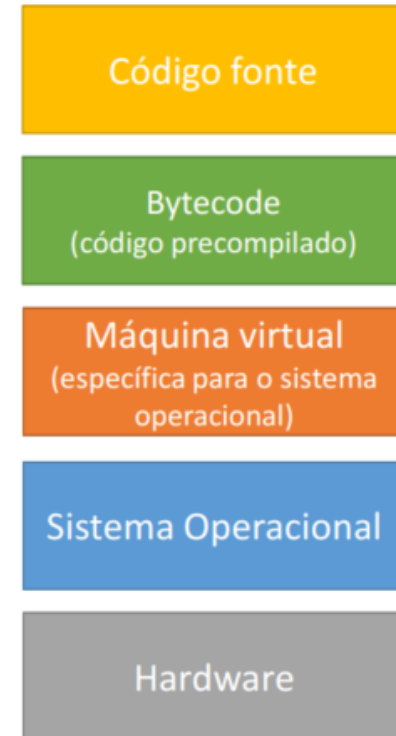 Código fonte
Bytecode
(código precompilado)
Máquina virtual
(específica para o sistema
operacional)
Sistema Operacional
Hardware